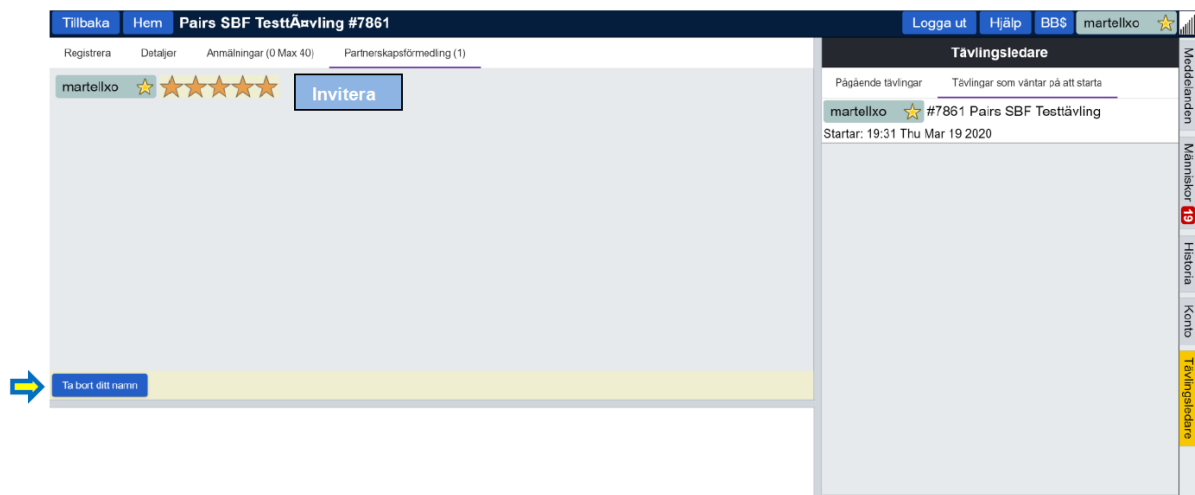 Tillbaka Hem Pairs SBF TesttÄ¤vling #7861 Logga ut Hjälp BB$ martellxo
Registrera Detaljer Anmälningar (0 Max 40) Partnerskapsförmedling (1)
martellxo Invitera
Ta bort ditt namn
Tävlingsledare
Pågående tävlingar Tävlingar som väntar på att starta
martellxo #7861 Pairs SBF Testtävling
Startar: 19:31 Thu Mar 19 2020
Meddelanden
Människor 19
Historia
Konto
Tävlingsledare